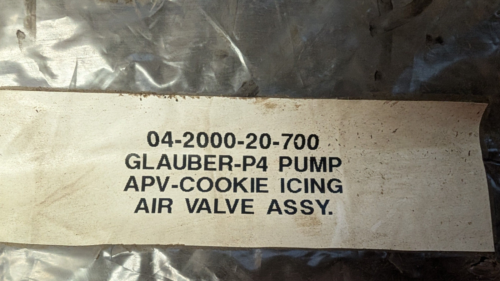 04-2000-20-700
GLAUBER-P4 PUMP
APV-COOKIE ICING
AIR VALVE ASSY.